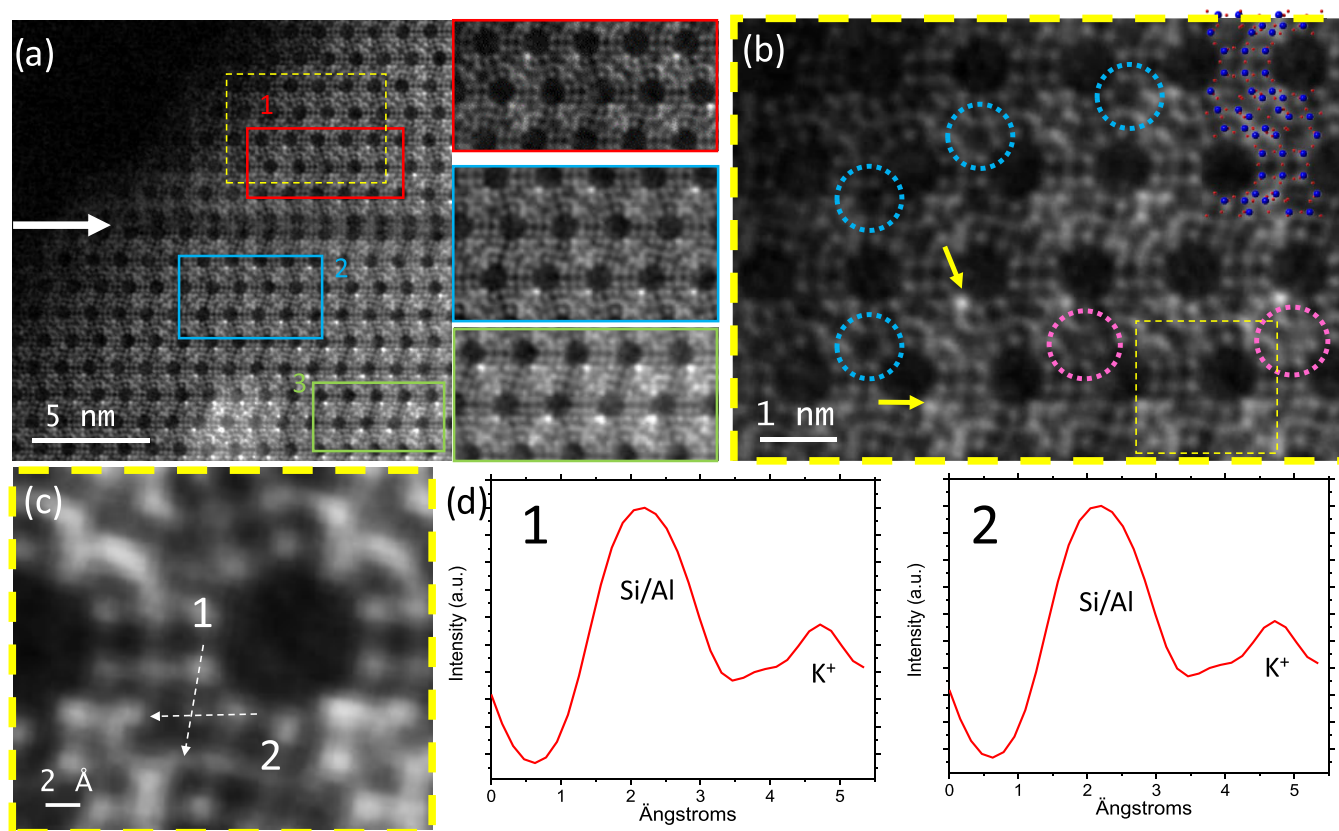 (a)
1
2
3
5 nm
(b)
1 nm
(c)
1
2
2 Å
(d)
1
Si/Al
K+
Intensity (a.u.)
0 1 2 3 4 5
Ängstroms
2
Si/Al
K+
Intensity (a.u.)
0 1 2 3 4 5
Ängstroms